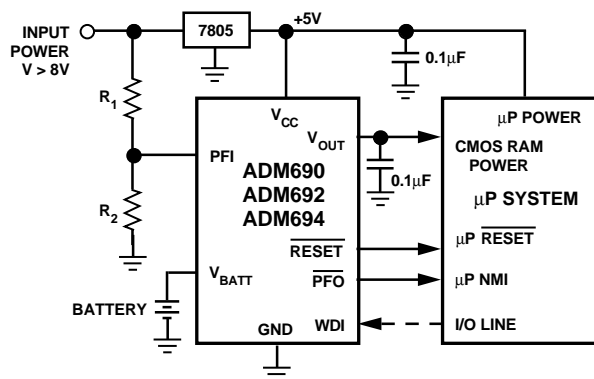 INPUT
POWER
V > 8V
7805
+5V
0.1μF
R1
R2
VCC
PFI
VOUT
ADM690
ADM692
ADM694
0.1μF
RESET
PFO
VBATT
BATTERY
GND
WDI
μP POWER
CMOS RAM
POWER
μP SYSTEM
μP RESET
μP NMI
I/O LINE